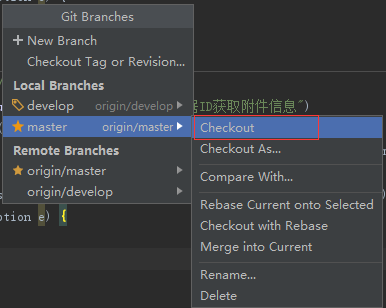 ption e) {
Git Branches
+ New Branch
Checkout Tag or Revision...
Local Branches
develop origin/develop
据ID获取附件信息")
master origin/master
Checkout
Checkout As...
Compare With...
Rebase Current onto Selected
Checkout with Rebase
Merge into Current
Rename...
Delete
Remote Branches
origin/master
origin/develop
ption e) {